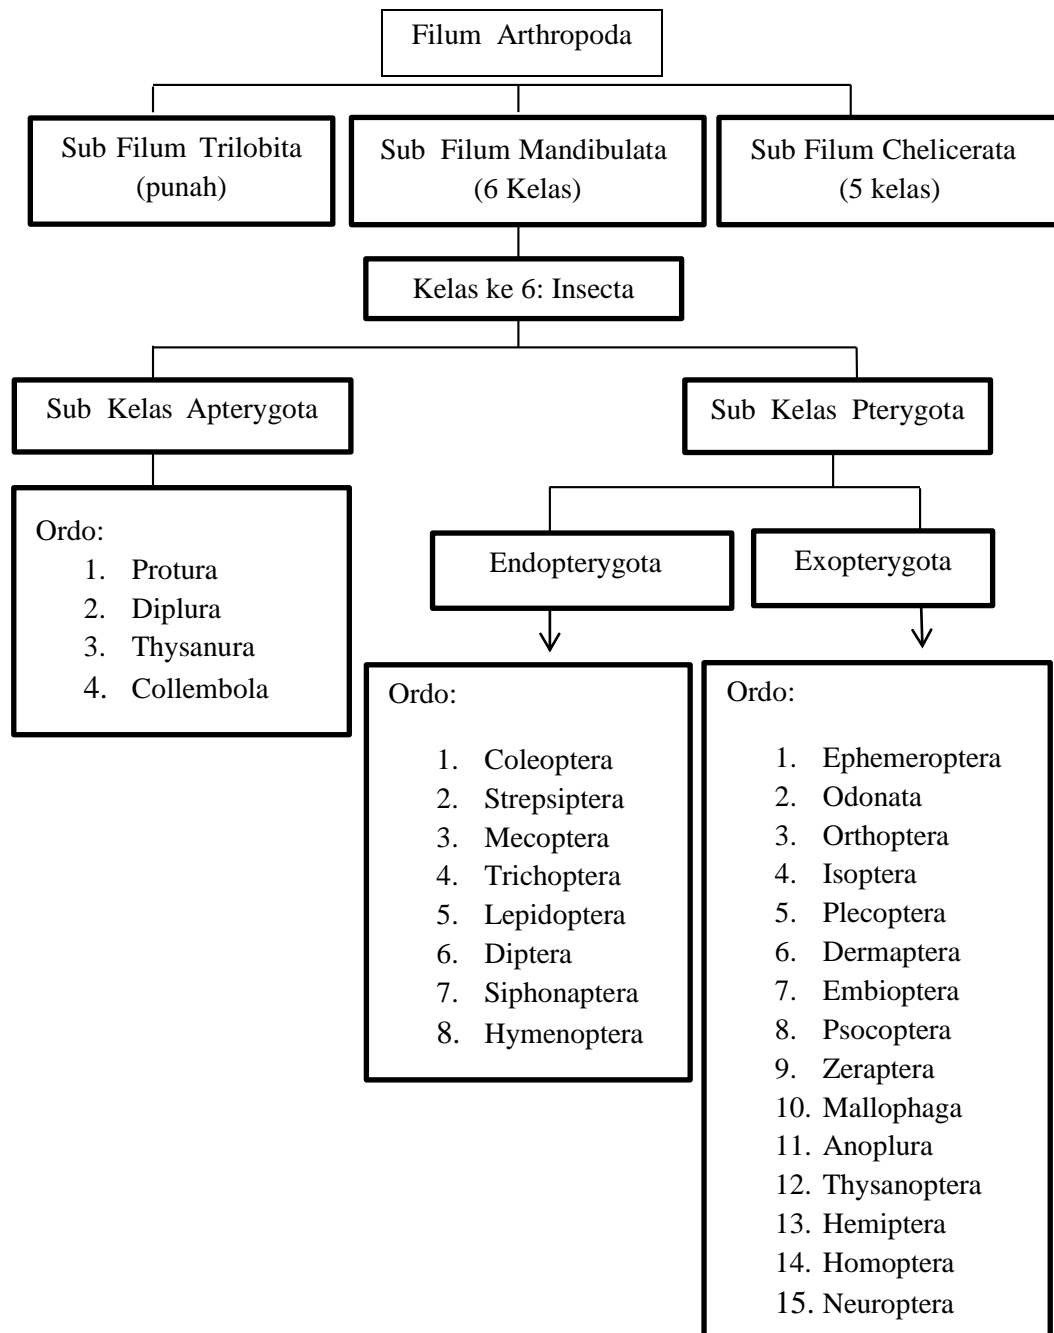 Filum Arthropoda
Sub Filum Trilobita
(punah)
Sub Filum Mandibulata
(6 Kelas)
Sub Filum Chelicerata
(5 kelas)
Kelas ke 6: Insecta
Sub Kelas Apterygota
Sub Kelas Pterygota
Ordo:
1. Protura
2. Diplura
3. Thysanura
4. Collembola
Endopterygota
Exopterygota
Ordo:
1. Coleoptera
2. Strepsiptera
3. Mecoptera
4. Trichoptera
5. Lepidoptera
6. Diptera
7. Siphonaptera
8. Hymenoptera
Ordo:
1. Ephemeroptera
2. Odonata
3. Orthoptera
4. Isoptera
5. Plecoptera
6. Dermaptera
7. Embioptera
8. Psocoptera
9. Zeraptera
10. Mallophaga
11. Anoplura
12. Thysanoptera
13. Hemiptera
14. Homoptera
15. Neuroptera